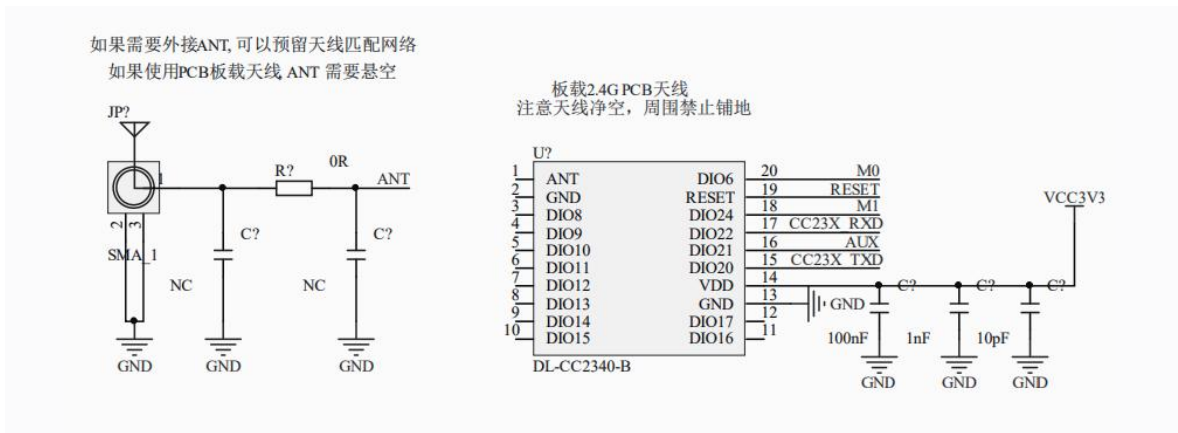 如果需要外接ANT, 可以预留天线匹配网络
如果使用PCB板载天线, ANT 需要悬空
JP?
1
R?
0R
ANT
2
3
SMA_1
C?
NC
C?
NC
GND
GND
GND
板载2.4G PCB天线
注意天线净空，周围禁止铺地
U?
1 ANT
2 GND
3 DIO8
4 DIO9
5 DIO10
6 DIO11
7 DIO12
8 DIO13
9 DIO14
10 DIO15
DIO6 20 M0
RESET 19 RESET
DIO24 18 M1
DIO22 17 CC23X_RXD
DIO21 16 AUX
DIO20 15 CC23X_TXD
VDD 14
GND 13 GND
DIO17 12
DIO16 11
DL-CC2340-B
VCC3V3
C?
C?
C?
100nF
1nF
10pF
GND
GND
GND